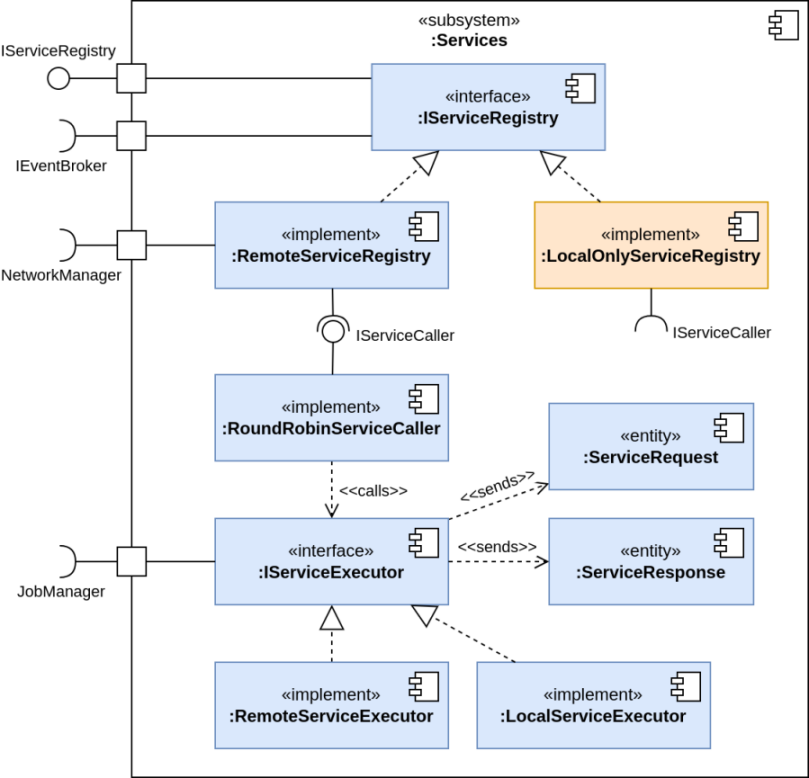 «subsystem»
:Services
IServiceRegistry
«interface»
:IServiceRegistry
IEventBroker
«implement»
:RemoteServiceRegistry
«implement»
:LocalOnlyServiceRegistry
NetworkManager
IServiceCaller
IServiceCaller
«implement»
:RoundRobinServiceCaller
«entity»
:ServiceRequest
<<calls>>
<<sends>>
«interface»
:IServiceExecutor
<<sends>>
«entity»
:ServiceResponse
JobManager
«implement»
:RemoteServiceExecutor
«implement»
:LocalServiceExecutor